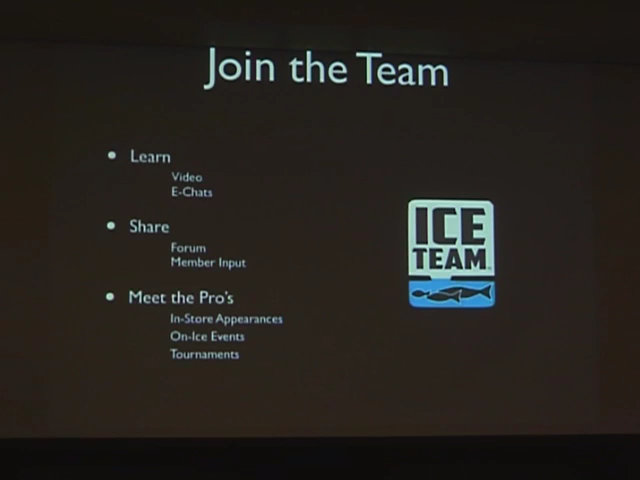 Join the Team
• Learn
Video
E-Chats
• Share
Forum
Member Input
• Meet the Pro's
In-Store Appearances
On-Ice Events
Tournaments
ICE
TEAM